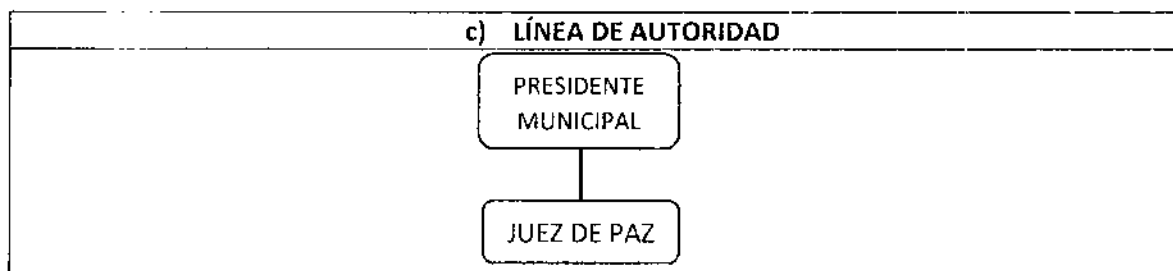 c) LÍNEA DE AUTORIDAD
PRESIDENTE
MUNICIPAL
JUEZ DE PAZ